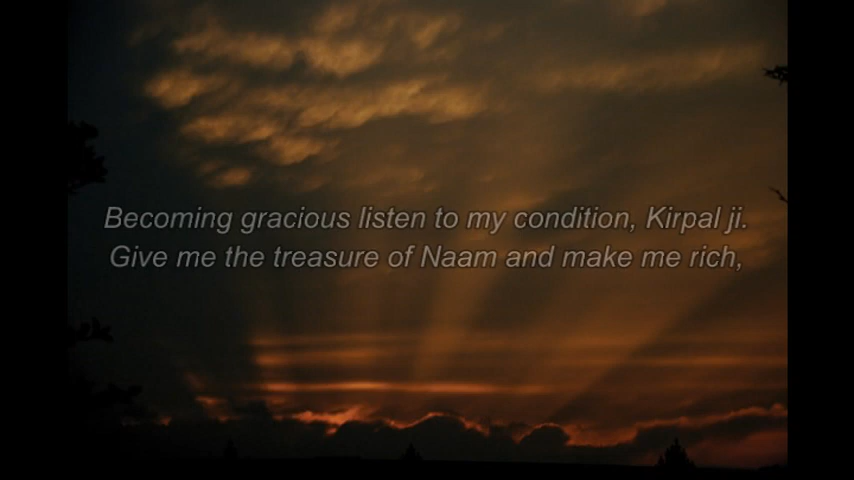 Becoming gracious listen to my condition, Kirpal ji.
Give me the treasure of Naam and make me rich,